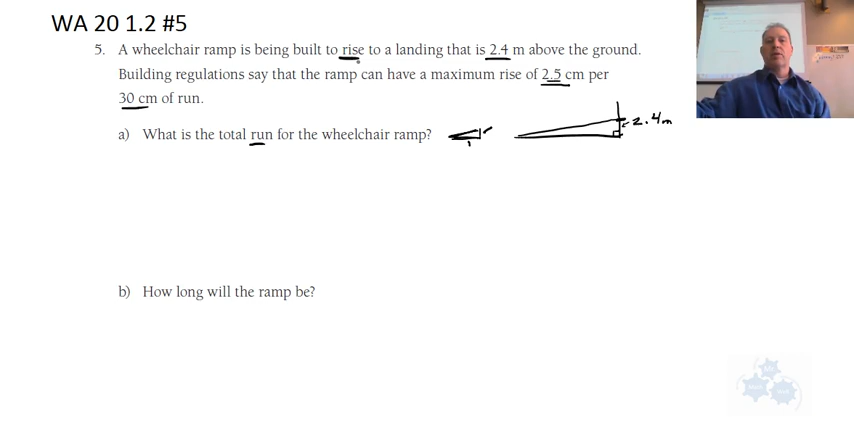 WA 20 1.2 #5
5. A wheelchair ramp is being built to rise to a landing that is 2.4 m above the ground.
Building regulations say that the ramp can have a maximum rise of 2.5 cm per
30 cm of run.
a) What is the total run for the wheelchair ramp?
2.4m
b) How long will the ramp be?